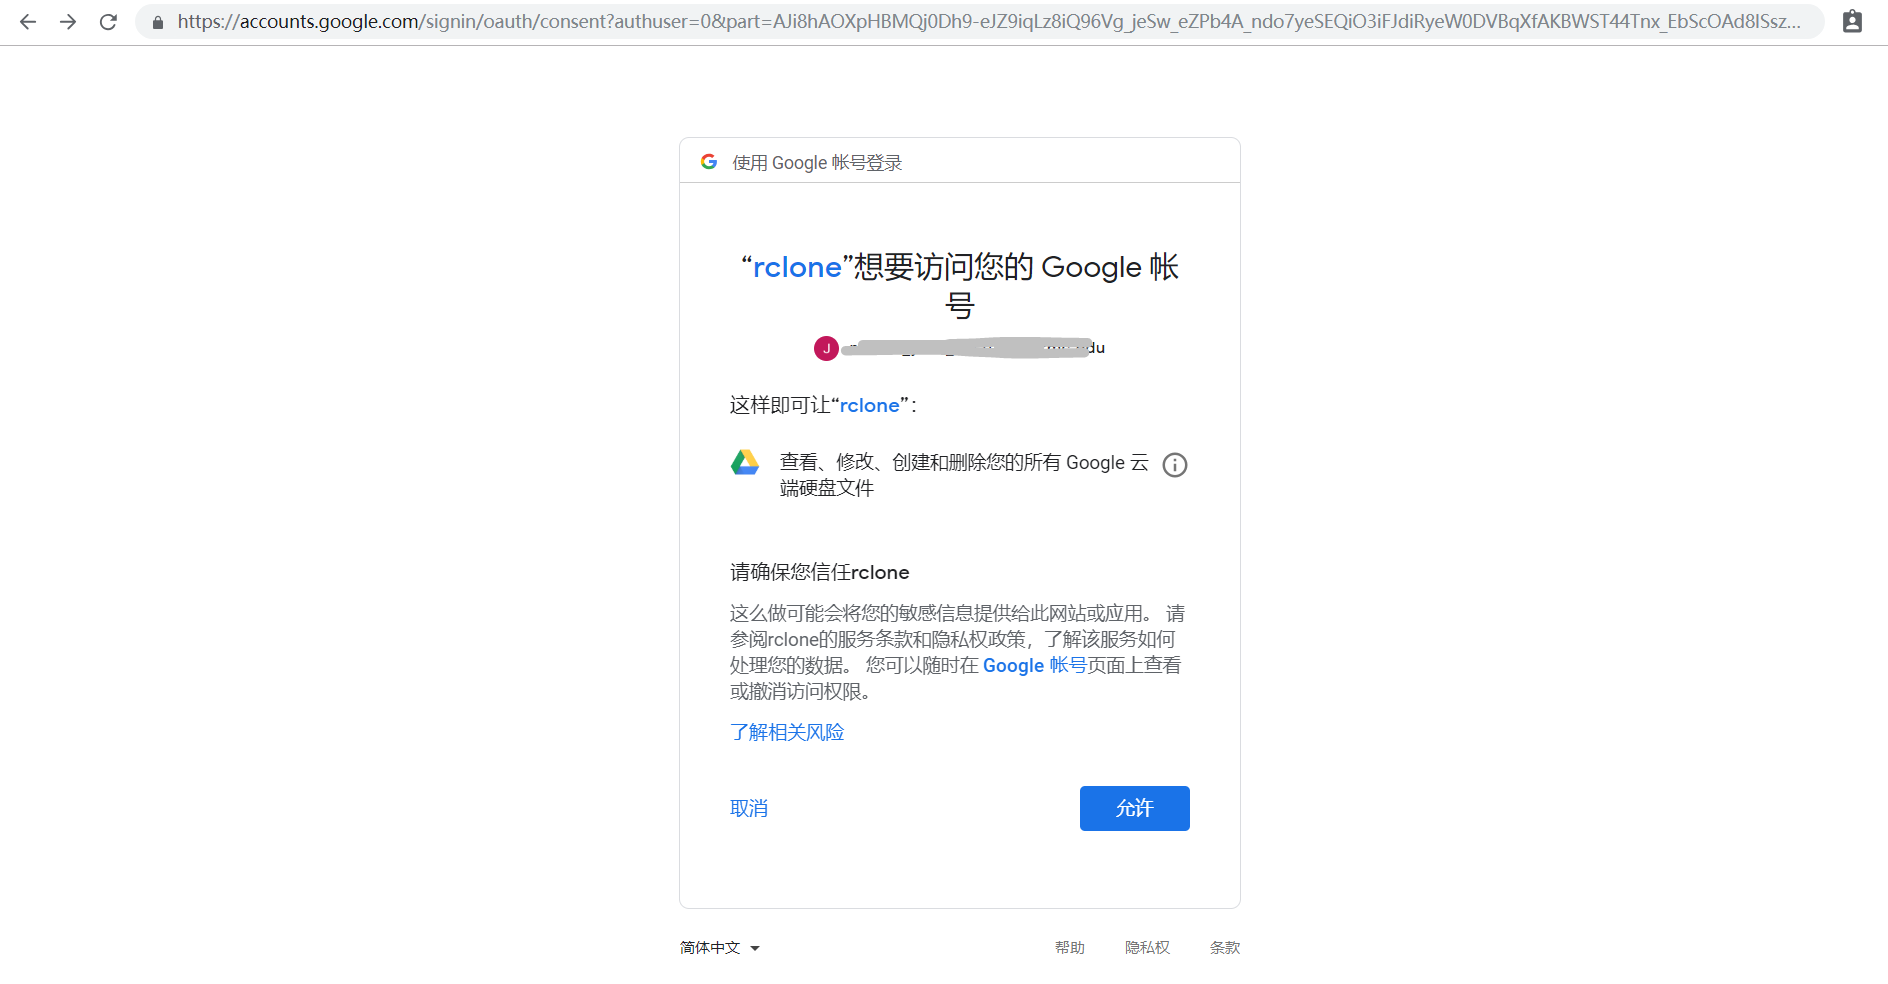 https://accounts.google.com/signin/oauth/consent?authuser=0&part=AJi8hAOXpHBMQj0Dh9-eJZ9iqLz8iQ96Vg_jeSw_eZPb4A_ndo7yeSEQiO3iFJdiRyeW0DVBqXfAKBWST44Tnx_EbScOAd8lSsz...
使用 Google 帐号登录
“rclone”想要访问您的 Google 帐
号
J
du
这样即可让“rclone”：
查看、修改、创建和删除您的所有 Google 云
端硬盘文件
请确保您信任rclone
这么做可能会将您的敏感信息提供给此网站或应用。 请
参阅rclone的服务条款和隐私权政策，了解该服务如何
处理您的数据。 您可以随时在 Google 帐号页面上查看
或撤消访问权限。
了解相关风险
取消
允许
简体中文
帮助
隐私权
条款